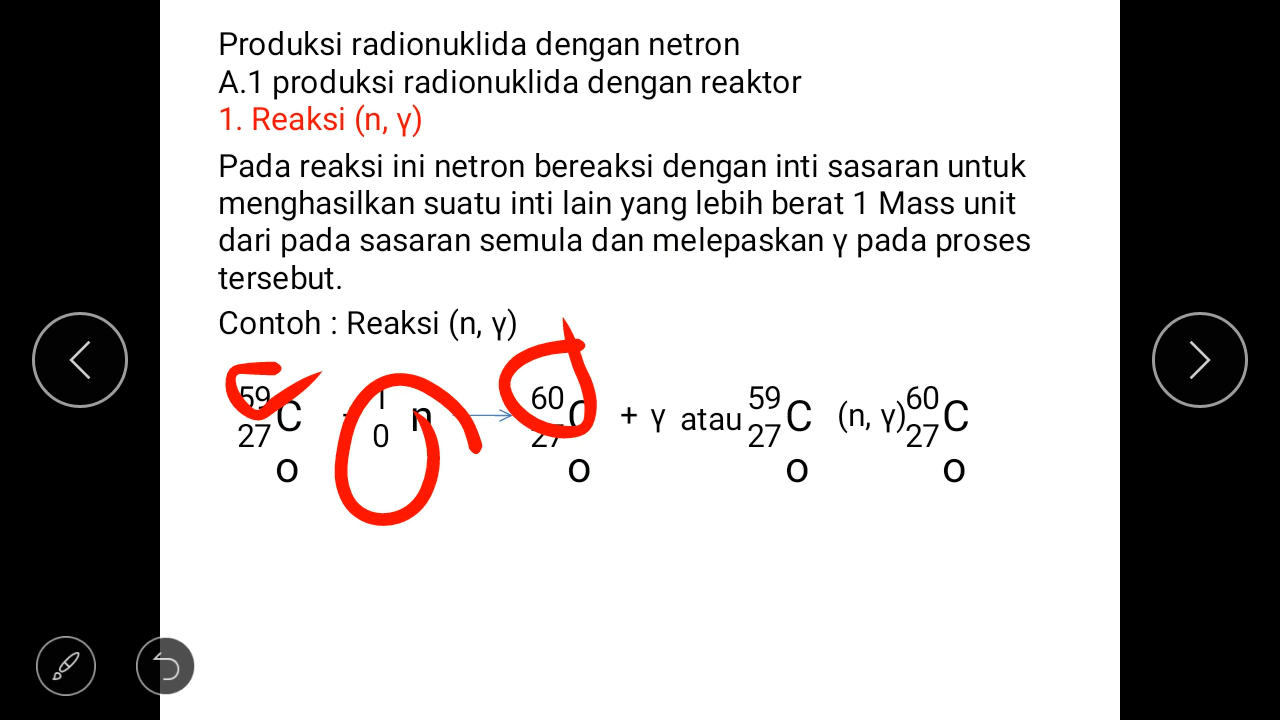 Produksi radionuklida dengan netron
A.1 produksi radionuklida dengan reaktor
1. Reaksi (n, γ)
Pada reaksi ini netron bereaksi dengan inti sasaran untuk
menghasilkan suatu inti lain yang lebih berat 1 Mass unit
dari pada sasaran semula dan melepaskan γ pada proses
tersebut.
Contoh : Reaksi (n, γ)
59 1 60 59 60
C + n C + γ atau C (n, γ) C
27 0 27 27 27
o o o o